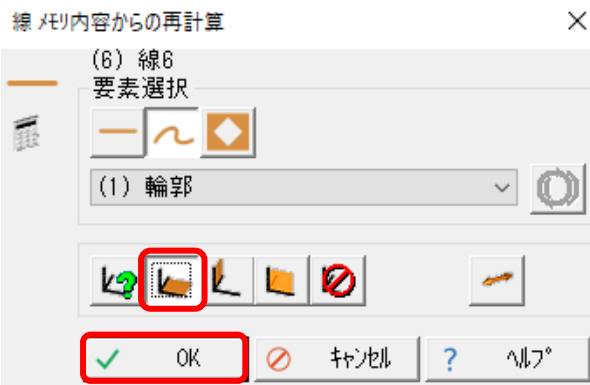 線 ﾒﾓﾘ内容からの再計算
(6) 線6
要素選択
(1) 輪郭
OK
ｷｬﾝｾﾙ
?
ﾍﾙﾌﾟ